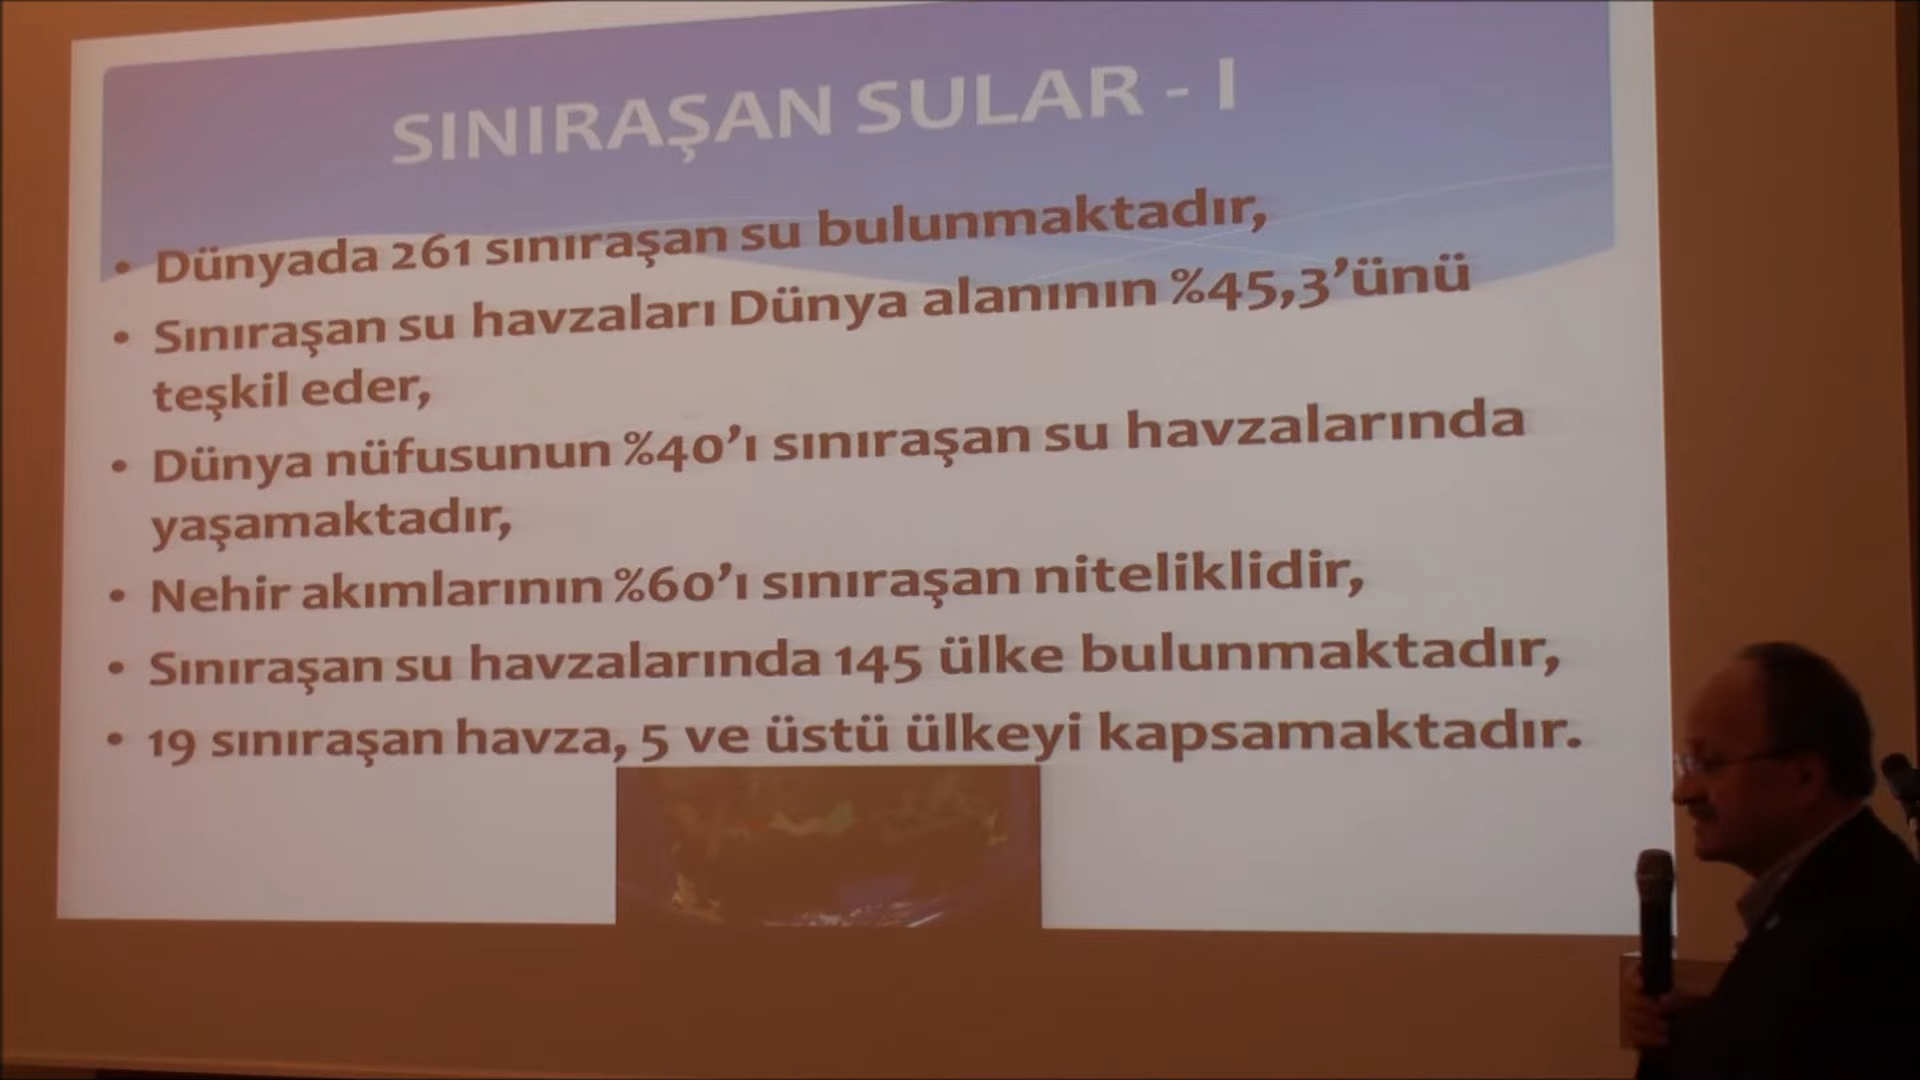 SINIRAŞAN SULAR - I
• Dünyada 261 sınıraşan su bulunmaktadır,
• Sınıraşan su havzaları Dünya alanının %45,3’ünü
teşkil eder,
• Dünya nüfusunun %40’ı sınıraşan su havzalarında
yaşamaktadır,
• Nehir akımlarının %60’ı sınıraşan niteliklidir,
• Sınıraşan su havzalarında 145 ülke bulunmaktadır,
• 19 sınıraşan havza, 5 ve üstü ülkeyi kapsamaktadır.